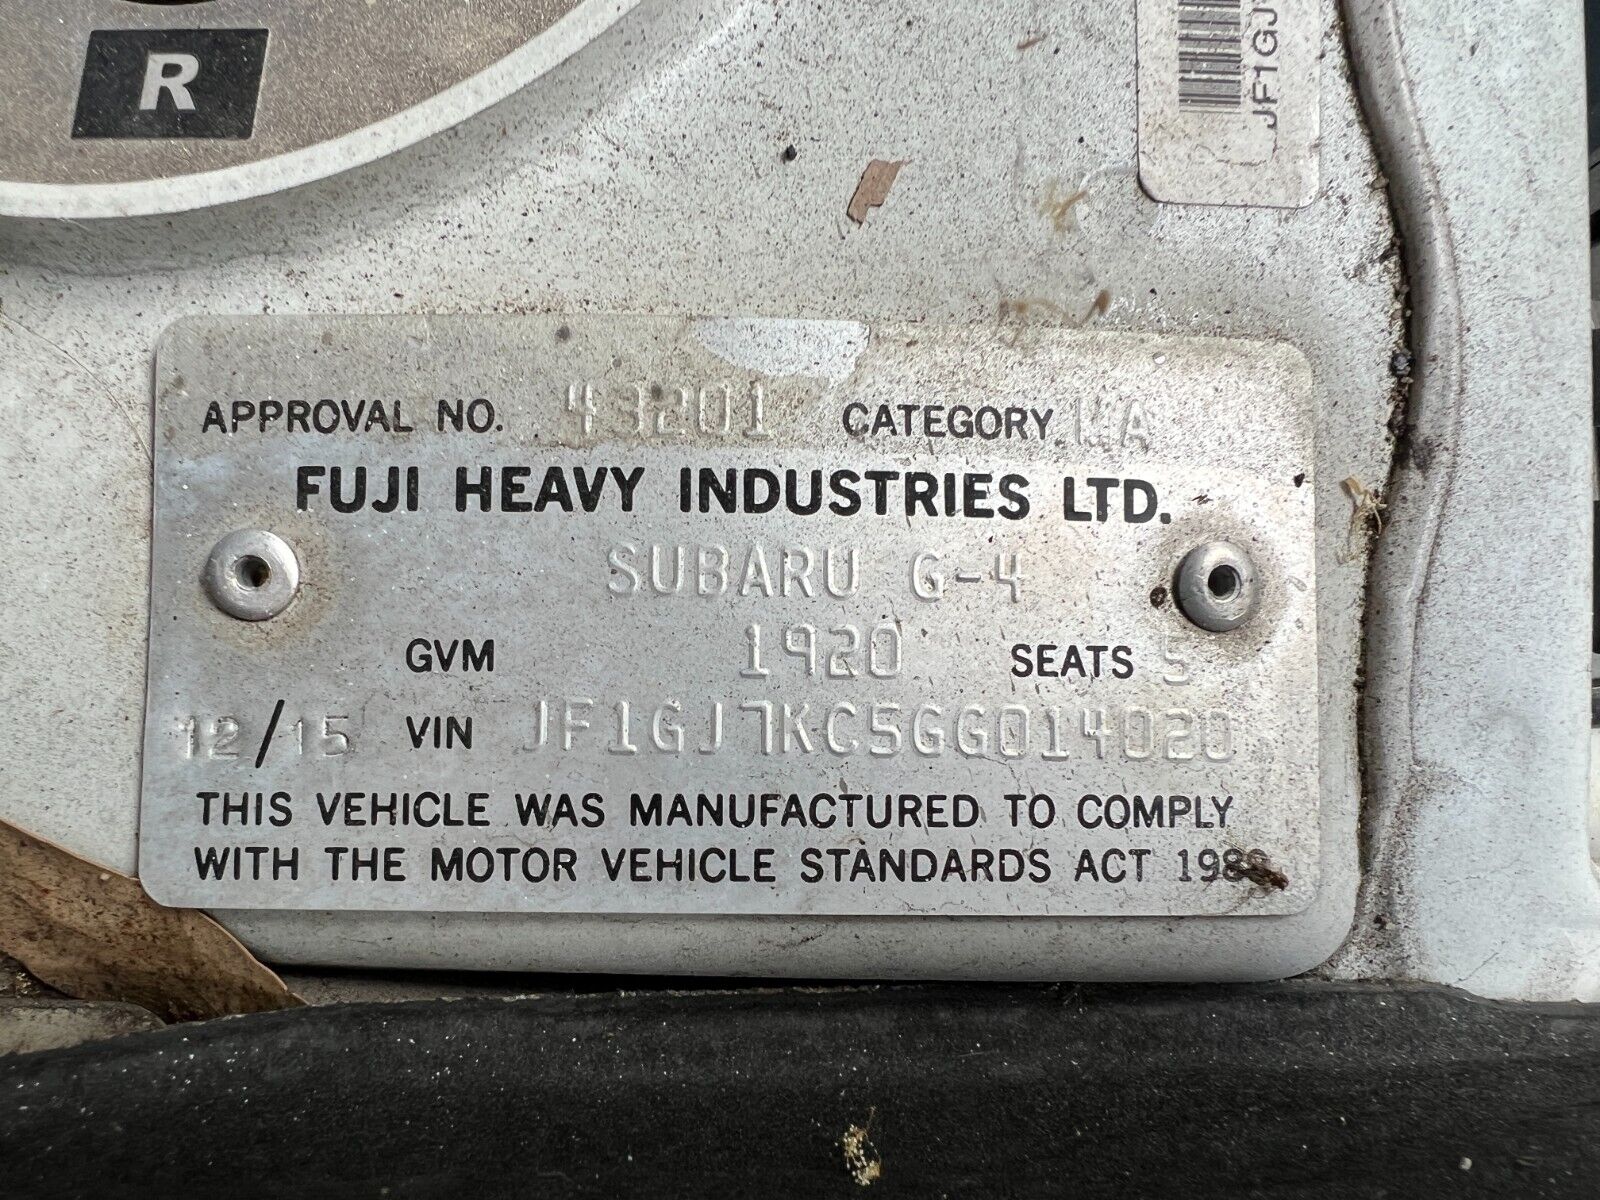 R
JF1GJ
APPROVAL NO. 43201 CATEGORY MA
FUJI HEAVY INDUSTRIES LTD.
SUBARU G-4
GVM 1920 SEATS 5
12/15 VIN JF1GJ7KC5GG014020
THIS VEHICLE WAS MANUFACTURED TO COMPLY
WITH THE MOTOR VEHICLE STANDARDS ACT 1989